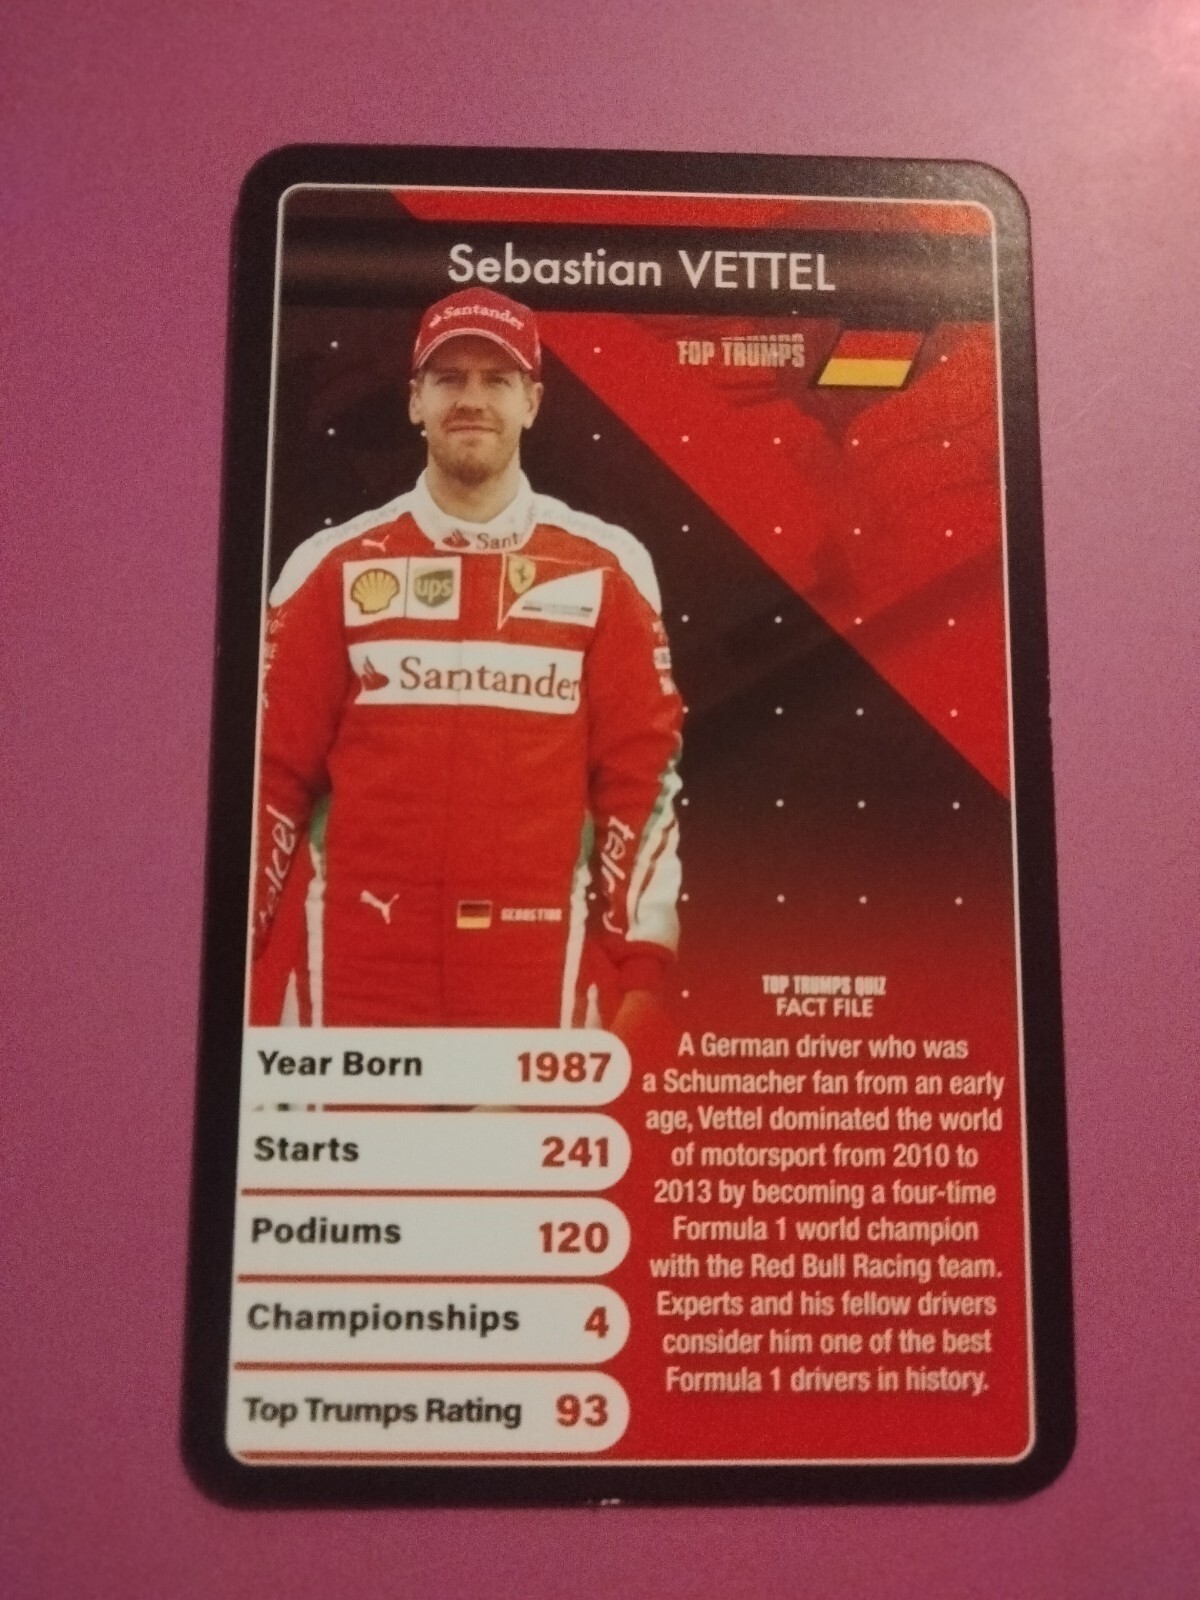 Sebastian VETTEL
Santander
TOP TRUMPS
Sant
ups
Santander
telcel
SEBASTIAN
TOP TRUMPS QUIZ
FACT FILE
A German driver who was
a Schumacher fan from an early
age, Vettel dominated the world
of motorsport from 2010 to
2013 by becoming a four-time
Formula 1 world champion
with the Red Bull Racing team.
Experts and his fellow drivers
consider him one of the best
Formula 1 drivers in history.
Year Born 1987
Starts 241
Podiums 120
Championships 4
Top Trumps Rating 93